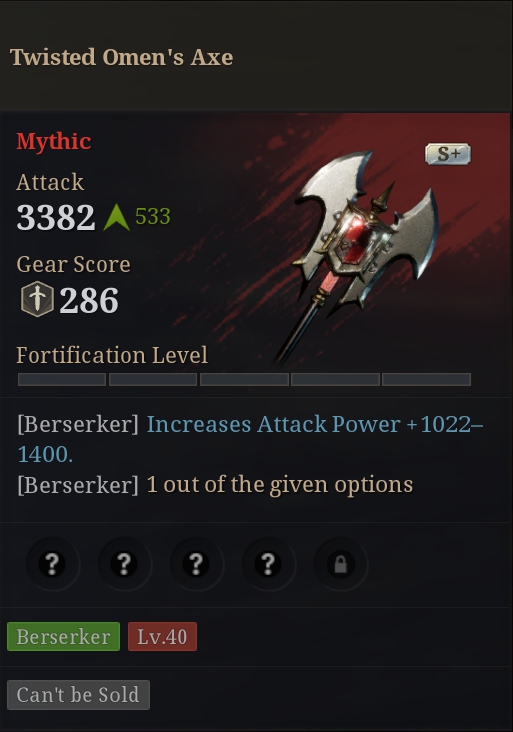 Twisted Omen's Axe
Mythic
S+
Attack
3382 533
Gear Score
286
Fortification Level
[Berserker] Increases Attack Power +1022–
1400.
[Berserker] 1 out of the given options
? ? ? ?
Berserker Lv.40
Can't be Sold